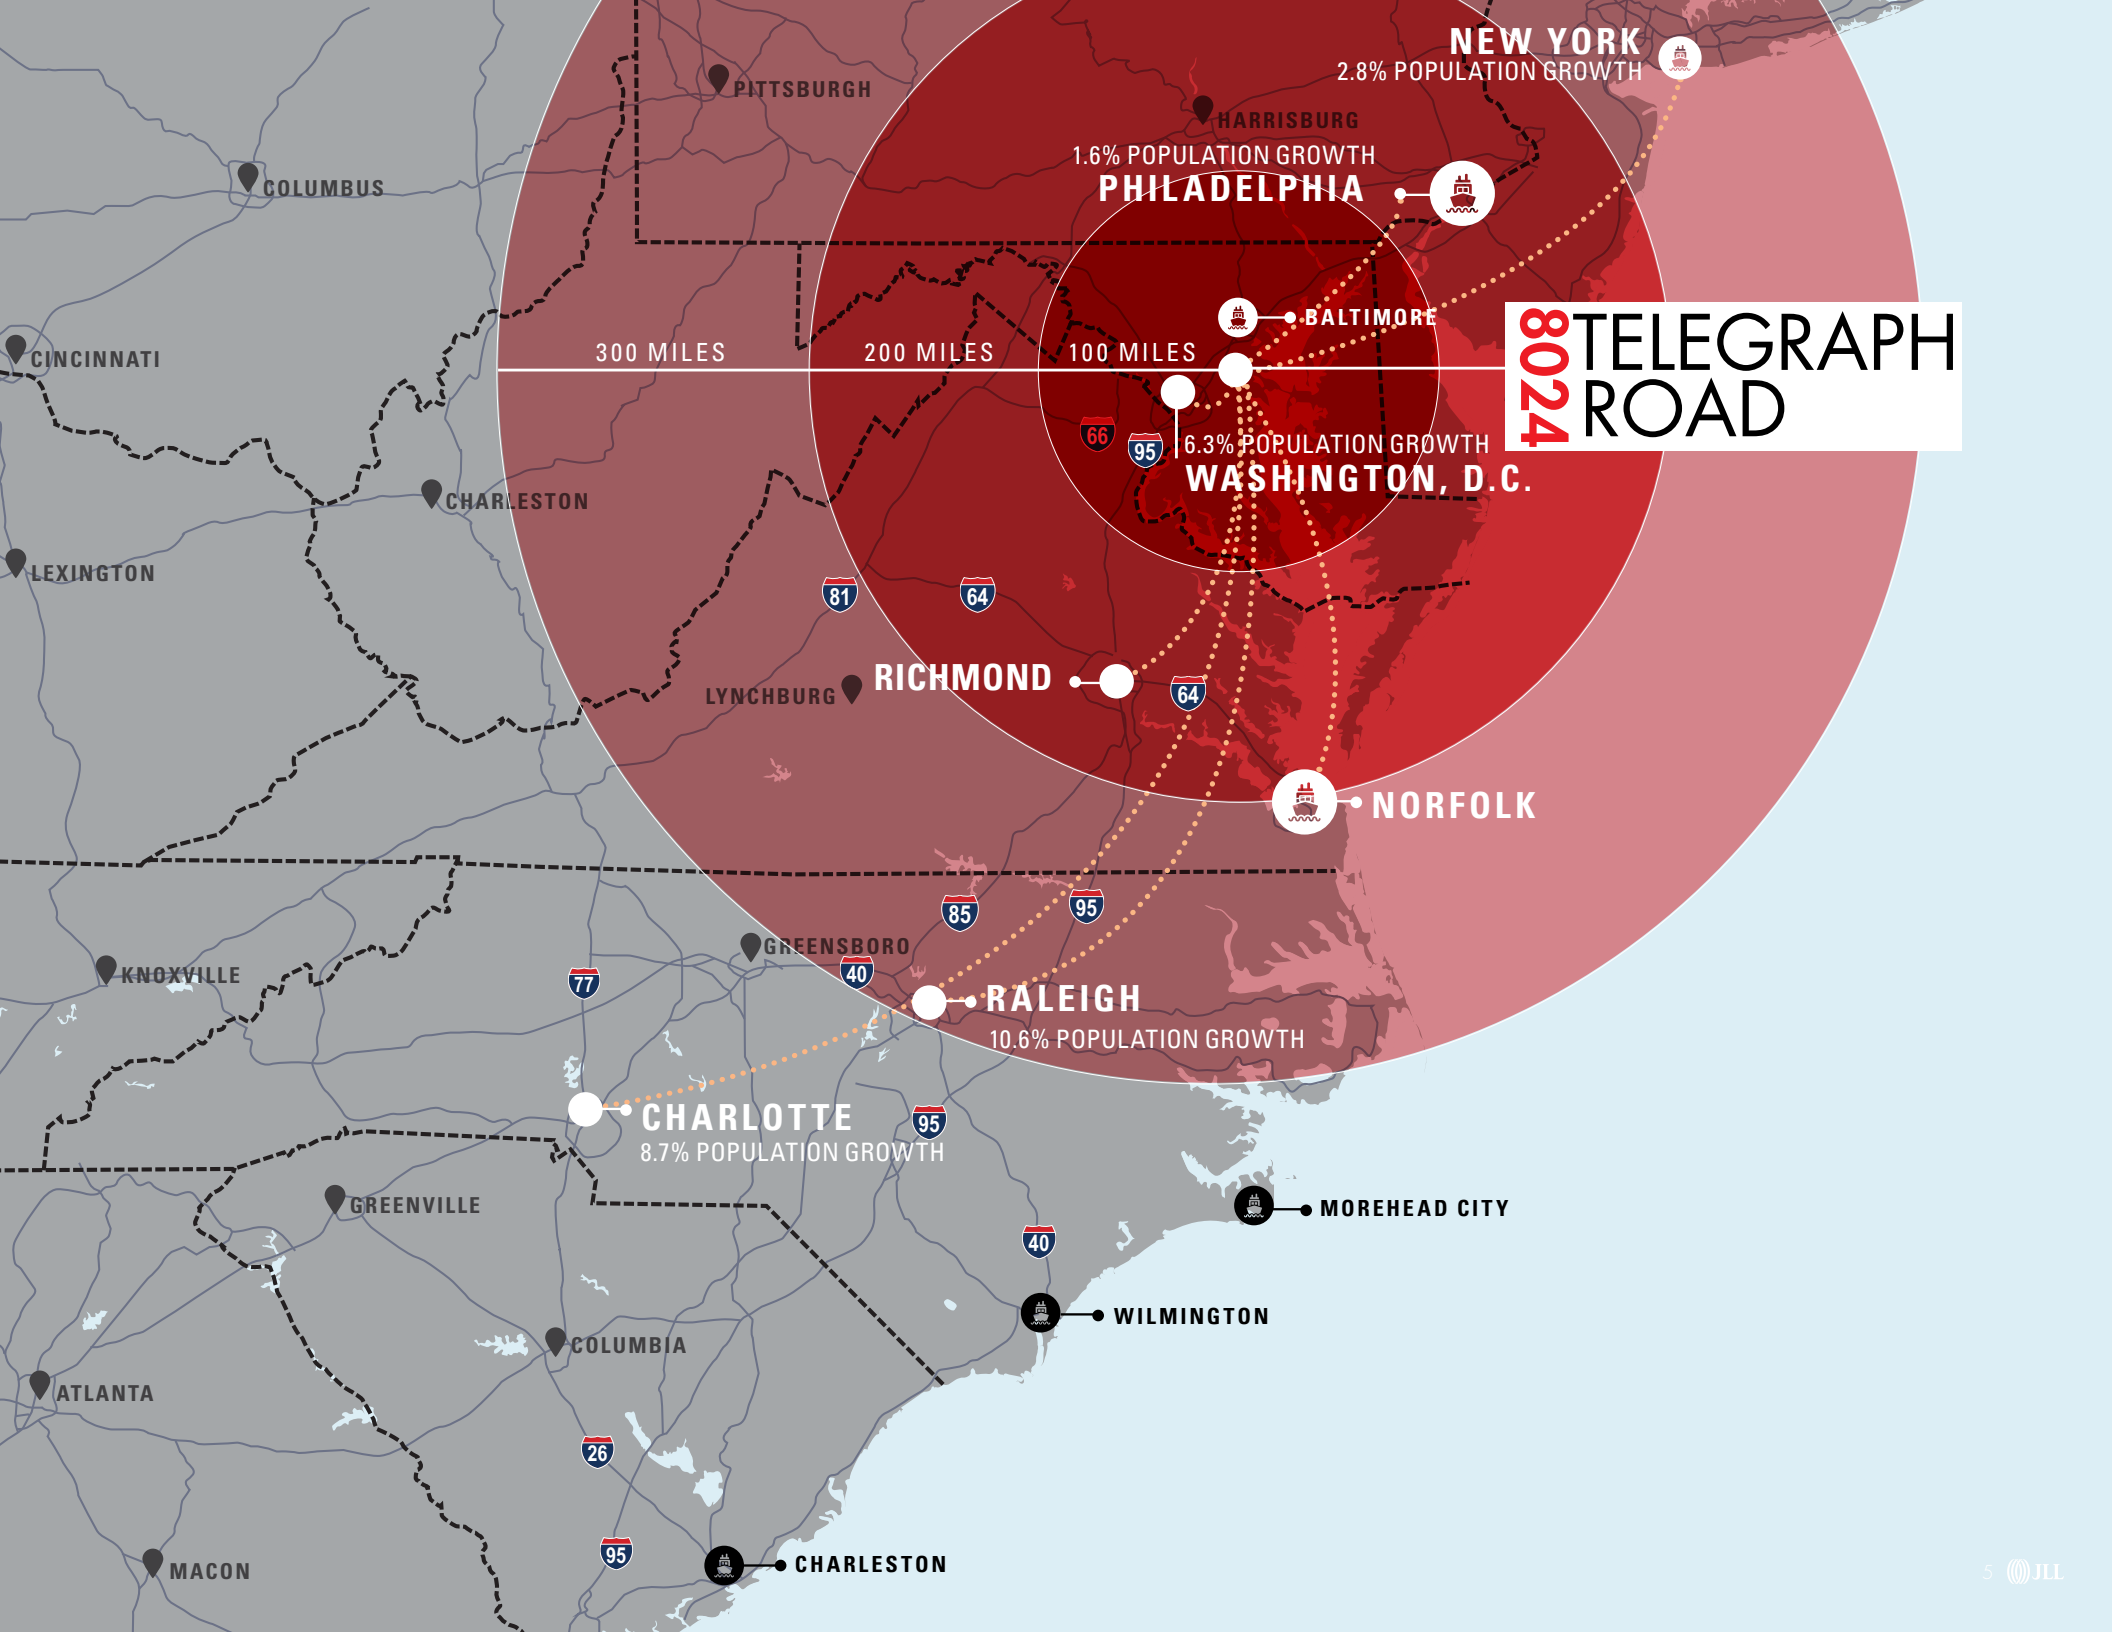 NEW YORK
2.8% POPULATION GROWTH
PITTSBURGH
HARRISBURG
1.6% POPULATION GROWTH
PHILADELPHIA
COLUMBUS
BALTIMORE
8024
TELEGRAPH
ROAD
CINCINNATI
300 MILES
200 MILES
100 MILES
66
95
6.3% POPULATION GROWTH
WASHINGTON, D.C.
CHARLESTON
LEXINGTON
81
64
RICHMOND
LYNCHBURG
64
NORFOLK
85
95
GREENSBORO
40
KNOXVILLE
77
RALEIGH
10.6% POPULATION GROWTH
CHARLOTTE
8.7% POPULATION GROWTH
95
GREENVILLE
MOREHEAD CITY
40
WILMINGTON
COLUMBIA
ATLANTA
26
95
CHARLESTON
MACON
5
JLL